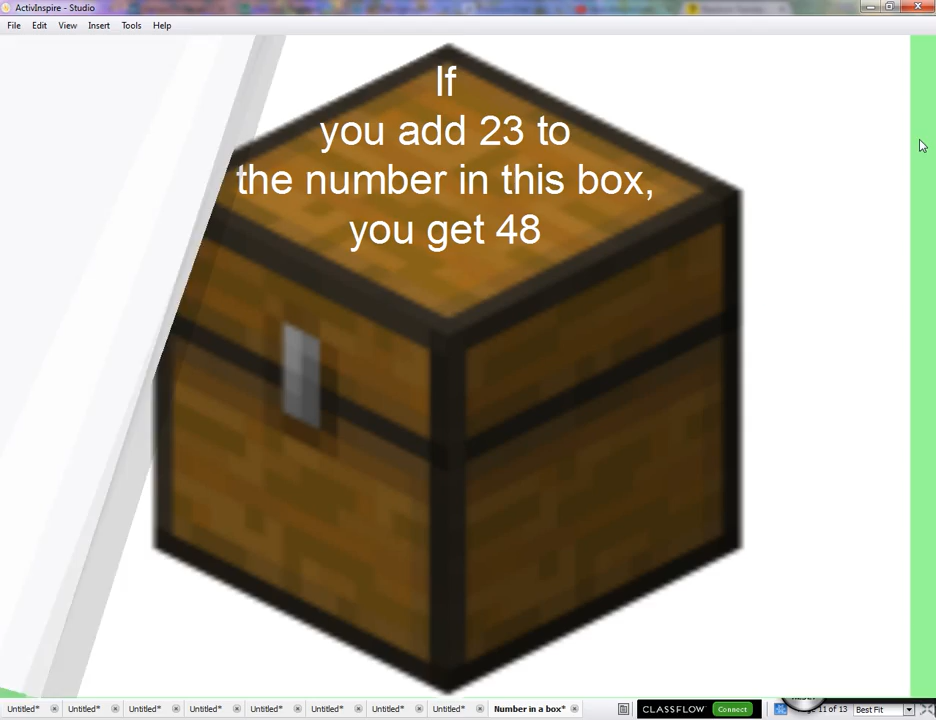 ActivInspire - Studio
File Edit View Insert Tools Help
If
you add 23 to
the number in this box,
you get 48
Untitled* Untitled* Untitled* Untitled* Untitled* Untitled* Untitled* Untitled* Number in a box* CLASSFLOW Connect 11 of 13 Best Fit